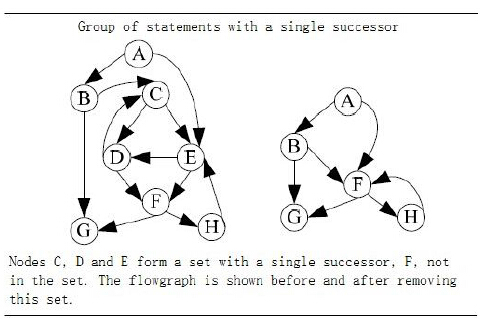 Group of statements with a single successor
A
B
C
D
E
F
G
H
A
B
F
G
H
Nodes C, D and E form a set with a single successor, F, not
in the set. The flowgraph is shown before and after removing
this set.